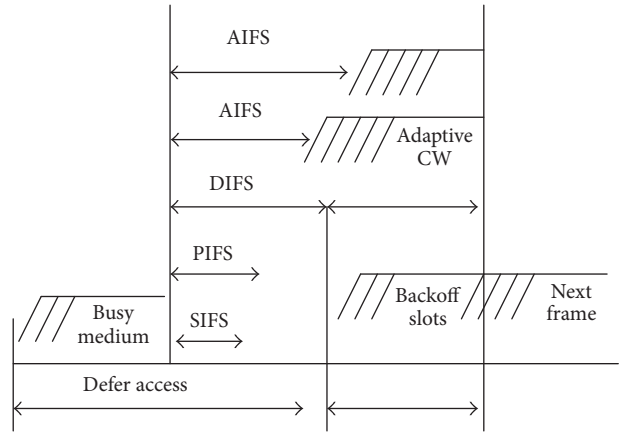 AIFS
AIFS
Adaptive
CW
DIFS
PIFS
Busy
medium
SIFS
Backoff
slots
Next
frame
Defer access